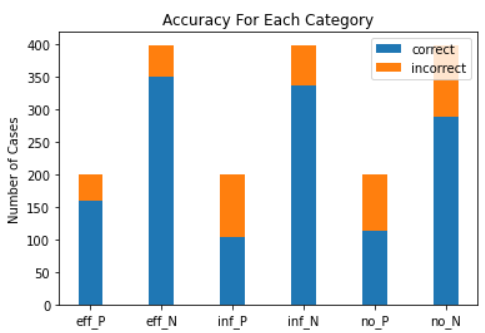 Accuracy For Each Category
correct
incorrect
Number of Cases
400
350
300
250
200
150
100
50
0
eff_P eff_N inf_P inf_N no_P no_N